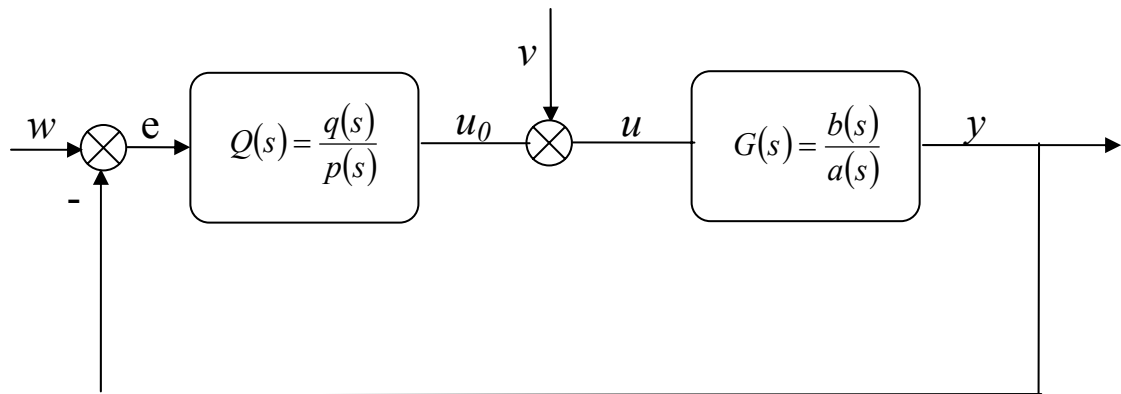 v
w
e
Q(s) = q(s)/p(s)
u₀
u
G(s) = b(s)/a(s)
y
-